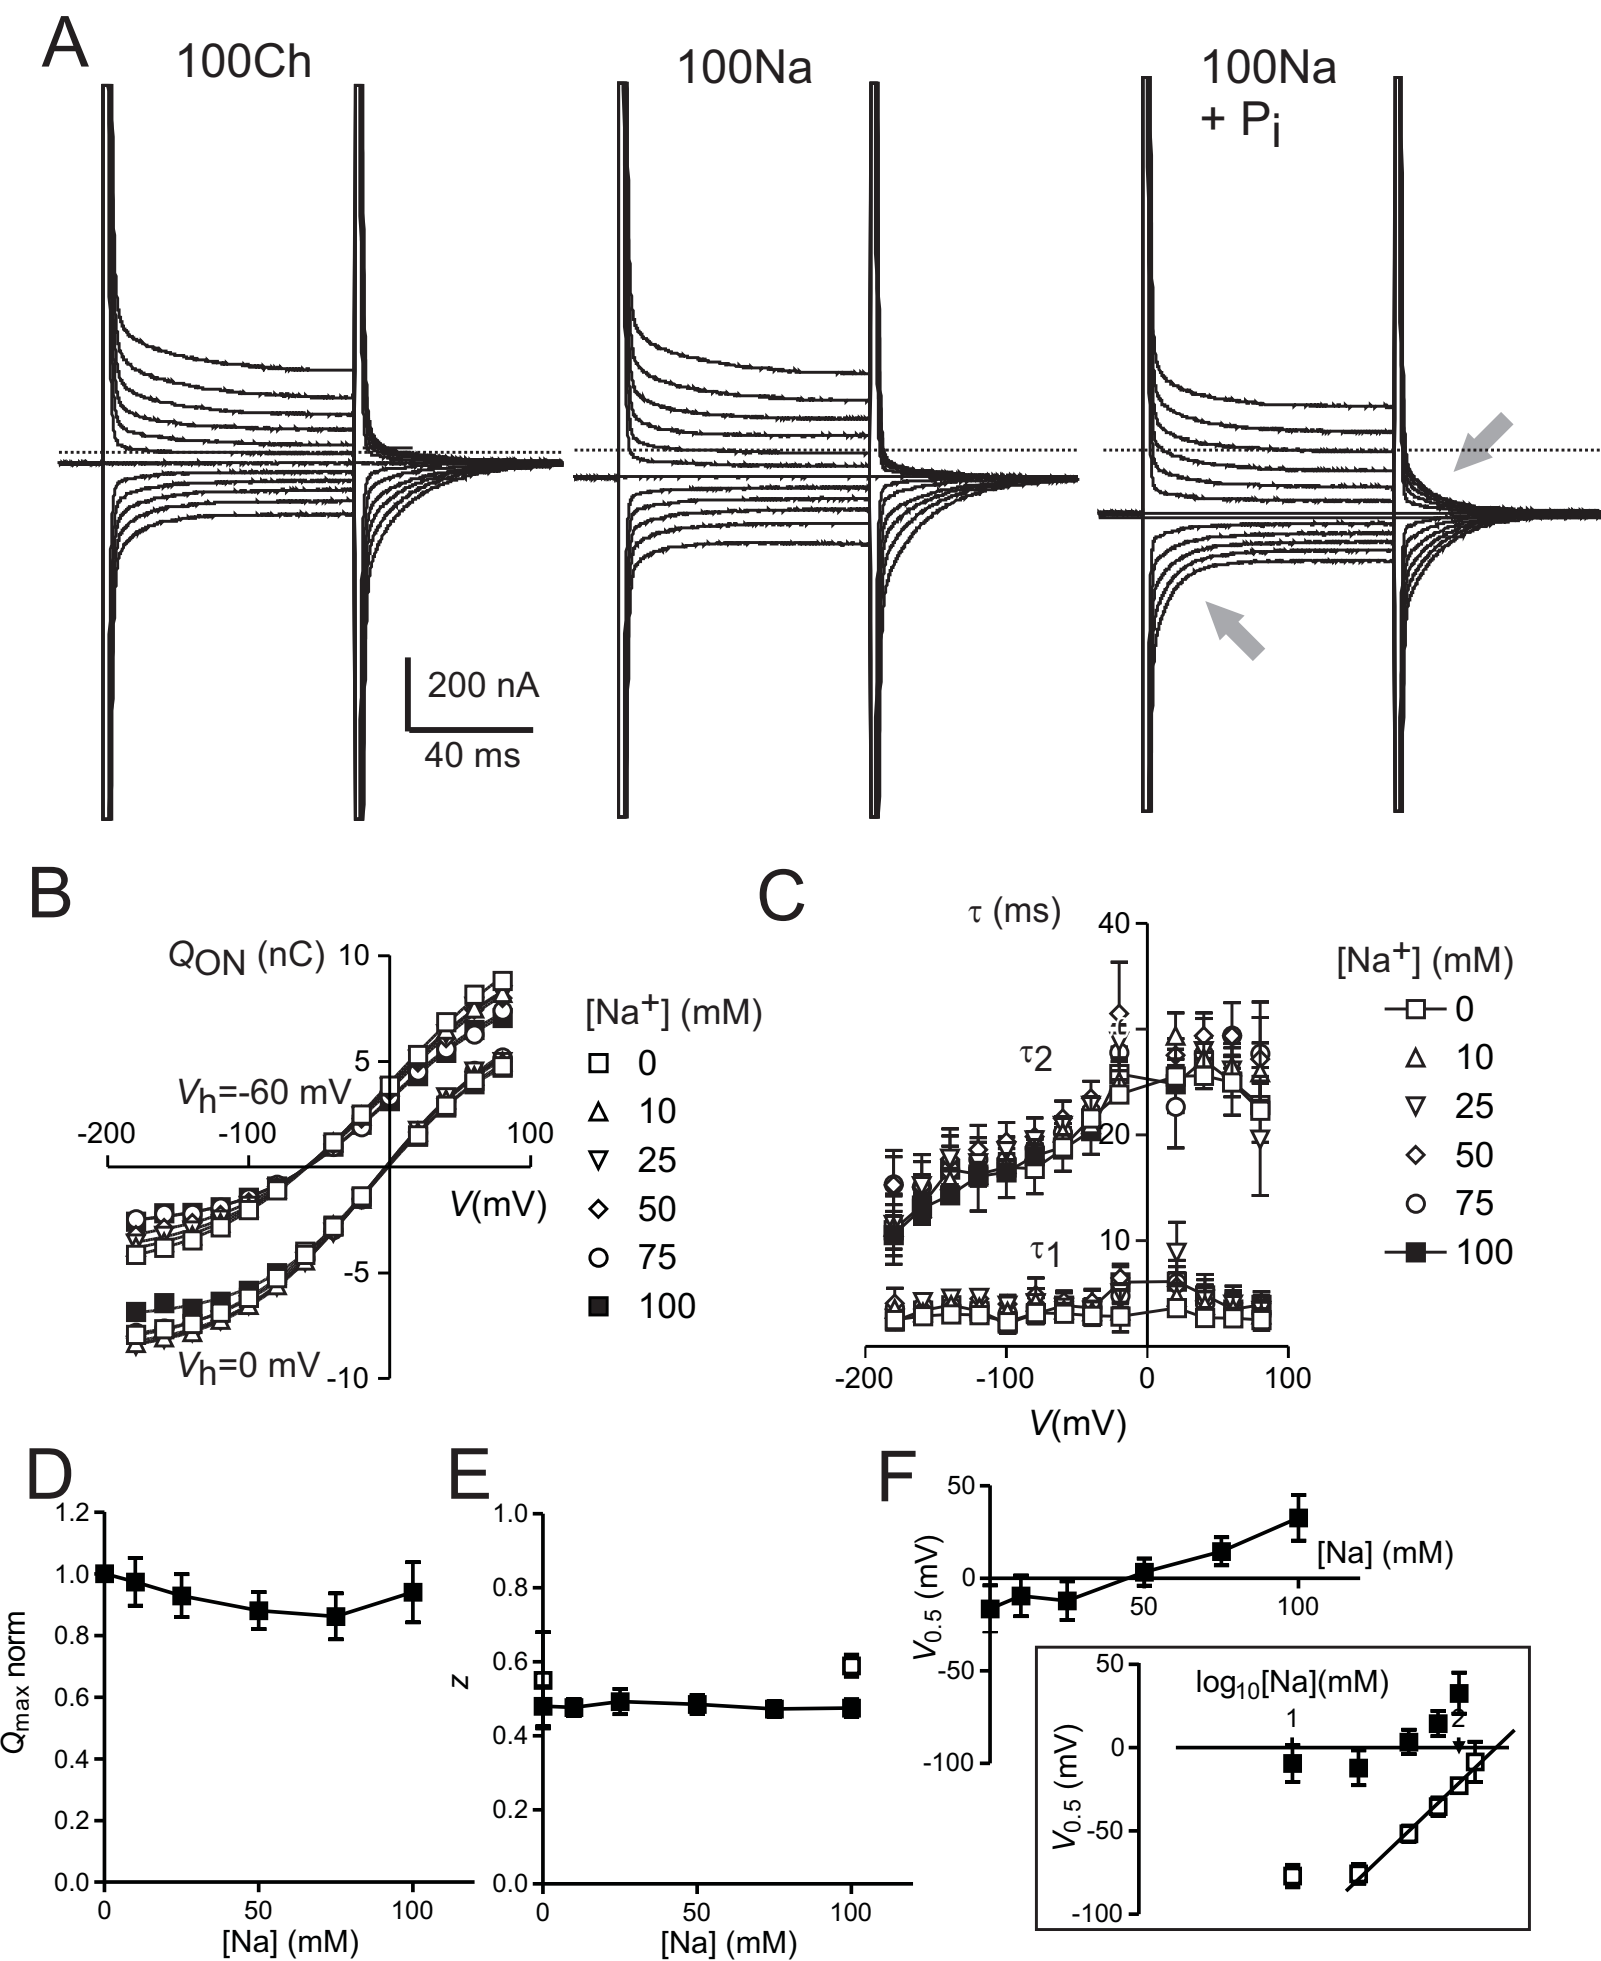 A
100Ch
100Na
100Na
+ Pi
200 nA
40 ms
B
QON (nC)
10
5
-5
-10
Vh=-60 mV
-200
-100
100
V(mV)
Vh=0 mV
[Na+] (mM)
0
10
25
50
75
100
C
τ (ms)
40
20
10
τ2
τ1
-200
-100
0
100
V(mV)
[Na+] (mM)
0
10
25
50
75
100
D
1.2
1.0
0.8
0.6
0.4
0.2
0.0
Qmax norm
0
50
100
[Na] (mM)
E
1.0
0.8
0.6
0.4
0.2
0.0
z
0
50
100
[Na] (mM)
F
50
0
-50
-100
V0.5 (mV)
[Na] (mM)
50
100
50
0
-50
-100
V0.5 (mV)
log10[Na](mM)
1
2